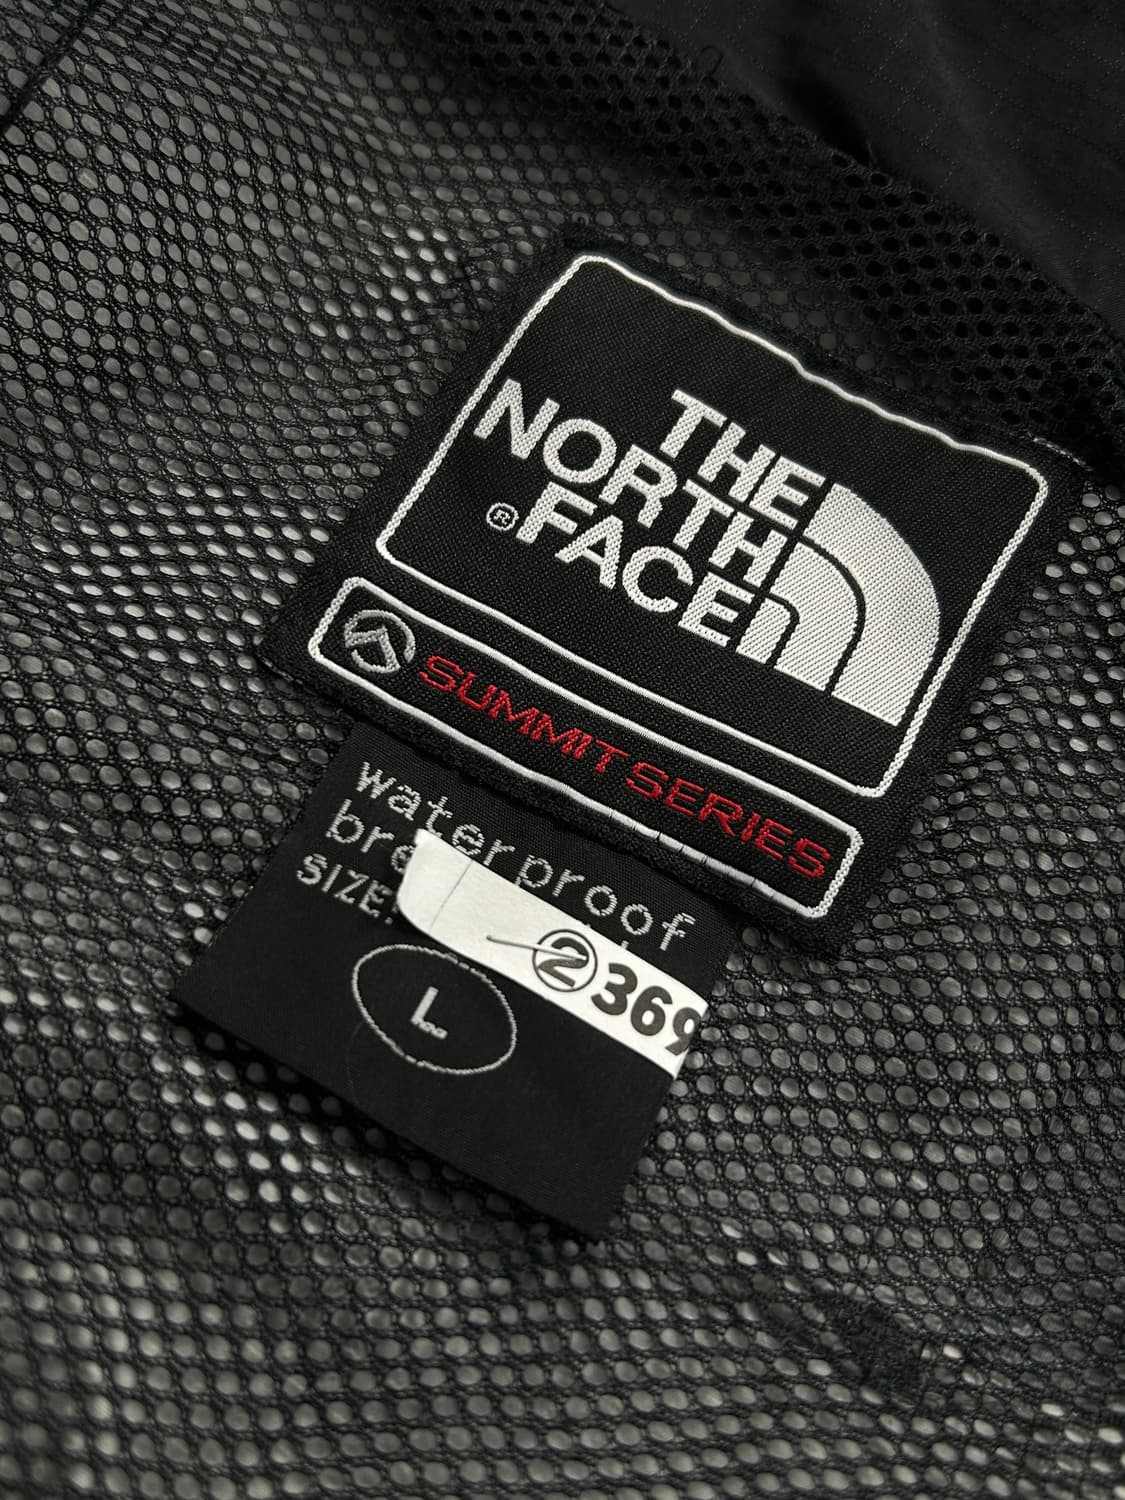 THE
NORTH
®FACE
SUMMIT SERIES
waterproof
SIZE:
②369
L